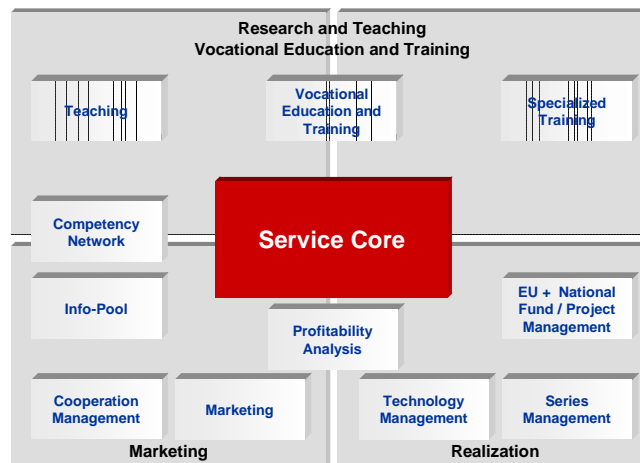 Research and Teaching
Vocational Education and Training
Teaching
Vocational
Education and
Training
Specialized
Training
Competency
Network
Service Core
Info-Pool
EU + National
Fund / Project
Management
Profitability
Analysis
Cooperation
Management
Marketing
Technology
Management
Series
Management
Marketing
Realization